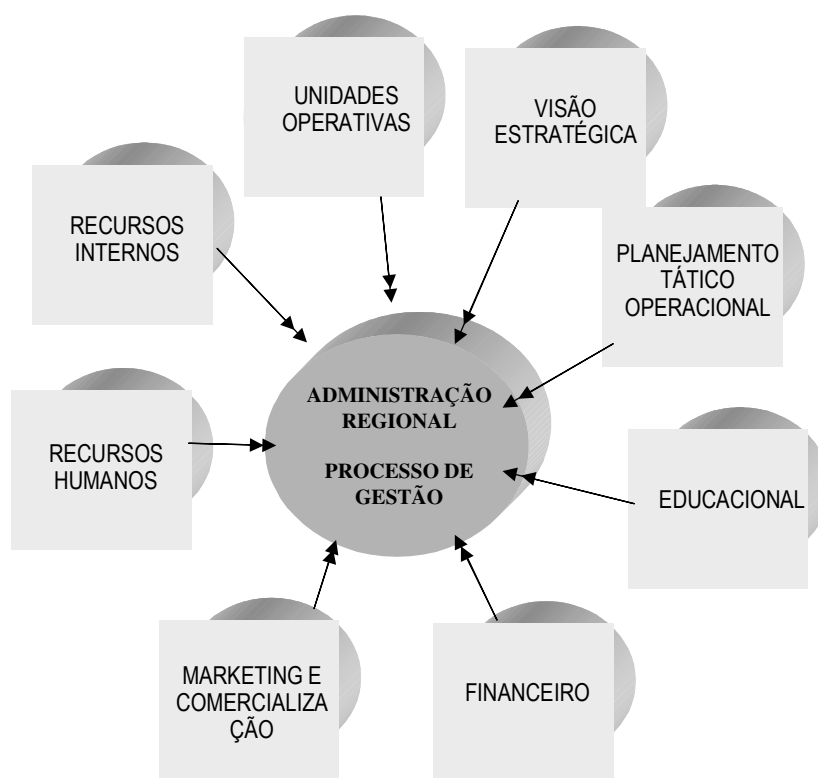 UNIDADES
OPERATIVAS
VISÃO
ESTRATÉGICA
RECURSOS
INTERNOS
PLANEJAMENTO
TÁTICO
OPERACIONAL
ADMINISTRAÇÃO
REGIONAL
PROCESSO DE
GESTÃO
RECURSOS
HUMANOS
EDUCACIONAL
MARKETING E
COMERCIALIZA
ÇÃO
FINANCEIRO